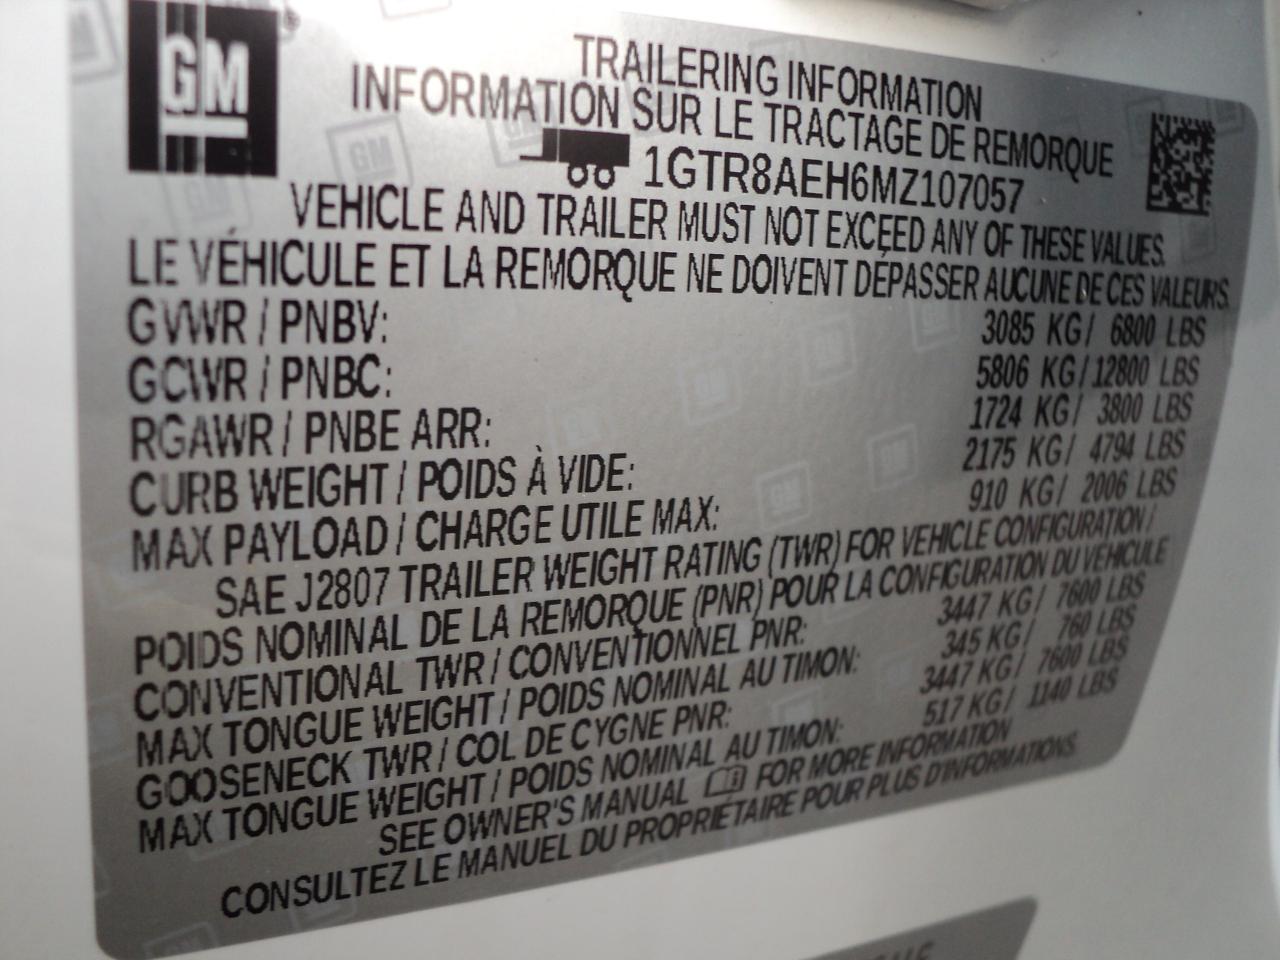 GM
TRAILERING INFORMATION
INFORMATION SUR LE TRACTAGE DE REMORQUE
1GTR8AEH6MZ107057
VEHICLE AND TRAILER MUST NOT EXCEED ANY OF THESE VALUES.
LE VÉHICULE ET LA REMORQUE NE DOIVENT DÉPASSER AUCUNE DE CES VALEURS.
GVWR / PNBV: 3085 KG/ 6800 LBS
GCWR / PNBC: 5806 KG/12800 LBS
RGAWR / PNBE ARR: 1724 KG/ 3800 LBS
CURB WEIGHT / POIDS À VIDE: 2175 KG/ 4794 LBS
MAX PAYLOAD / CHARGE UTILE MAX: 910 KG/ 2006 LBS
SAE J2807 TRAILER WEIGHT RATING (TWR) FOR VEHICLE CONFIGURATION /
POIDS NOMINAL DE LA REMORQUE (PNR) POUR LA CONFIGURATION DU VÉHICULE
CONVENTIONAL TWR / CONVENTIONNEL PNR: 3447 KG/ 7600 LBS
MAX TONGUE WEIGHT / POIDS NOMINAL AU TIMON: 345 KG/ 760 LBS
GOOSENECK TWR / COL DE CYGNE PNR: 3447 KG/ 7600 LBS
MAX TONGUE WEIGHT / POIDS NOMINAL AU TIMON: 517 KG/ 1140 LBS
SEE OWNER'S MANUAL FOR MORE INFORMATION
CONSULTEZ LE MANUEL DU PROPRIÉTAIRE POUR PLUS D'INFORMATIONS.